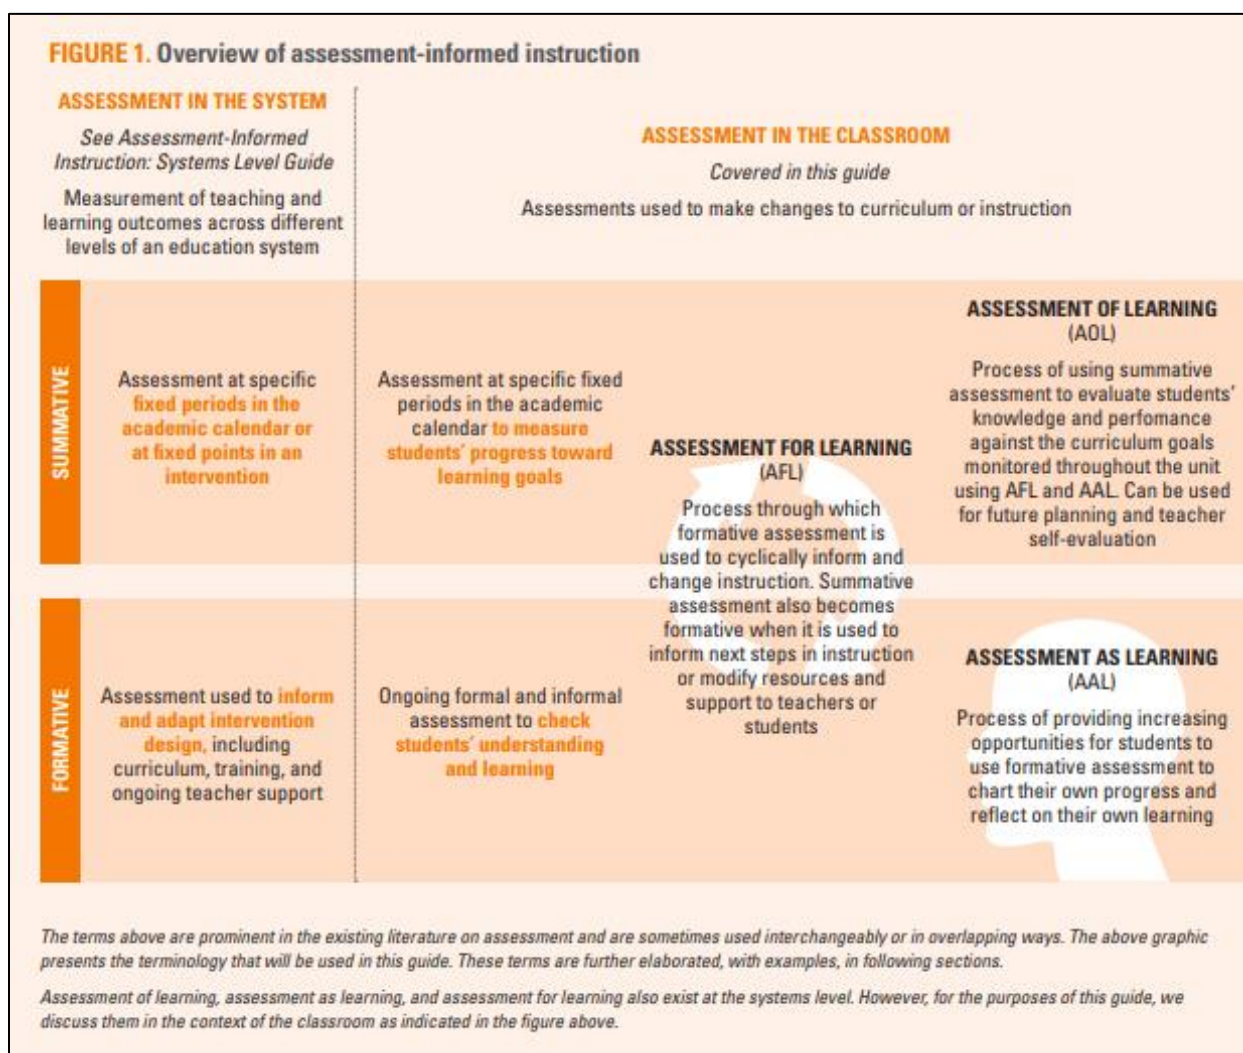 FIGURE 1. Overview of assessment-informed instruction
ASSESSMENT IN THE SYSTEM
See Assessment-Informed
Instruction: Systems Level Guide
Measurement of teaching and
learning outcomes across different
levels of an education system
ASSESSMENT IN THE CLASSROOM
Covered in this guide
Assessments used to make changes to curriculum or instruction
SUMMATIVE
Assessment at specific
fixed periods in the
academic calendar or
at fixed points in an
intervention
Assessment at specific fixed
periods in the academic
calendar to measure
students' progress toward
learning goals
ASSESSMENT FOR LEARNING
(AFL)
Process through which
formative assessment is
used to cyclically inform and
change instruction. Summative
assessment also becomes
formative when it is used to
inform next steps in instruction
or modify resources and
support to teachers or
students
ASSESSMENT OF LEARNING
(AOL)
Process of using summative
assessment to evaluate students'
knowledge and perfomance
against the curriculum goals
monitored throughout the unit
using AFL and AAL. Can be used
for future planning and teacher
self-evaluation
FORMATIVE
Assessment used to inform
and adapt intervention
design, including
curriculum, training, and
ongoing teacher support
Ongoing formal and informal
assessment to check
students' understanding
and learning
ASSESSMENT AS LEARNING
(AAL)
Process of providing increasing
opportunities for students to
use formative assessment to
chart their own progress and
reflect on their own learning
The terms above are prominent in the existing literature on assessment and are sometimes used interchangeably or in overlapping ways. The above graphic
presents the terminology that will be used in this guide. These terms are further elaborated, with examples, in following sections.
Assessment of learning, assessment as learning, and assessment for learning also exist at the systems level. However, for the purposes of this guide, we
discuss them in the context of the classroom as indicated in the figure above.